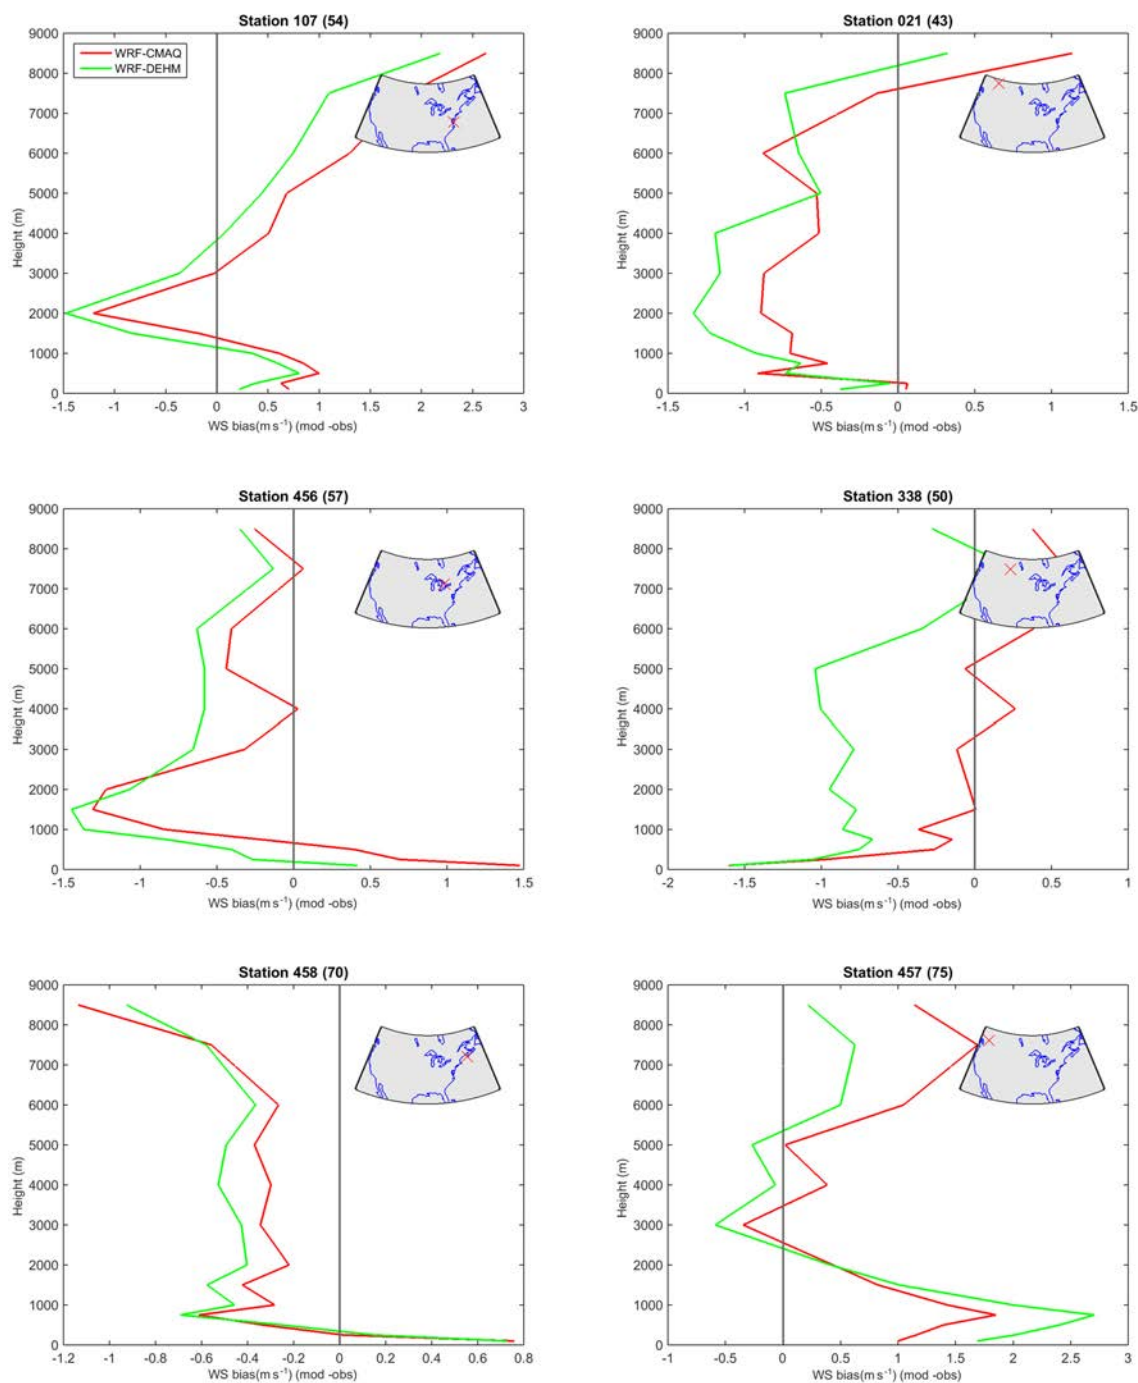 Station 107 (54)
WRF-CMAQ
WRF-DEHM
9000
8000
7000
6000
5000
4000
3000
2000
1000
0
Height (m)
-1.5 -1 -0.5 0 0.5 1 1.5 2 2.5 3
WS bias(m s-1) (mod -obs)
Station 021 (43)
9000
8000
7000
6000
5000
4000
3000
2000
1000
0
Height (m)
-1.5 -1 -0.5 0 0.5 1 1.5
WS bias(m s-1) (mod -obs)
Station 456 (57)
9000
8000
7000
6000
5000
4000
3000
2000
1000
0
Height (m)
-1.5 -1 -0.5 0 0.5 1 1.5
WS bias(m s-1) (mod -obs)
Station 338 (50)
9000
8000
7000
6000
5000
4000
3000
2000
1000
0
Height (m)
-2 -1.5 -1 -0.5 0 0.5 1
WS bias(m s-1) (mod -obs)
Station 458 (70)
9000
8000
7000
6000
5000
4000
3000
2000
1000
0
Height (m)
-1.2 -1 -0.8 -0.6 -0.4 -0.2 0 0.2 0.4 0.6 0.8
WS bias(m s-1) (mod -obs)
Station 457 (75)
9000
8000
7000
6000
5000
4000
3000
2000
1000
0
Height (m)
-1 -0.5 0 0.5 1 1.5 2 2.5 3
WS bias(m s-1) (mod -obs)